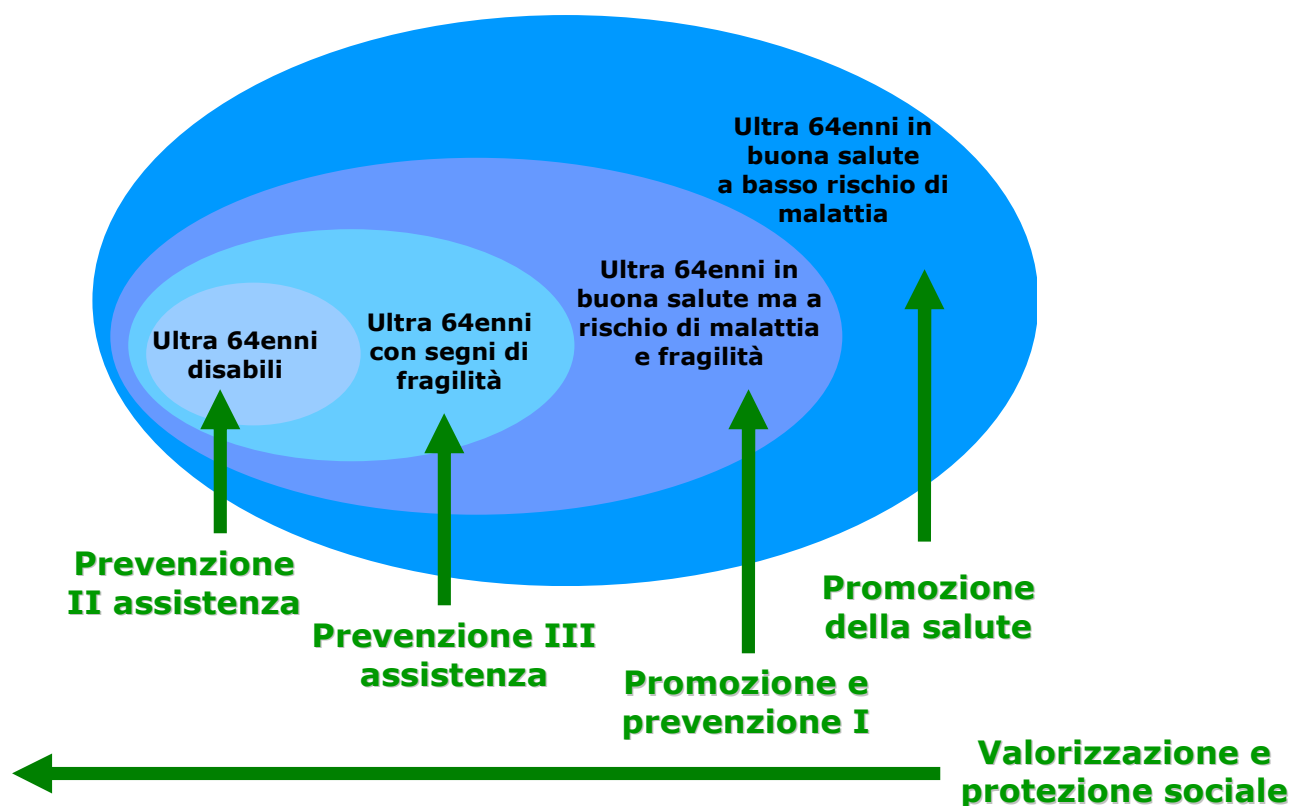 Ultra 64enni in
buona salute
a basso rischio di
malattia
Ultra 64enni in
buona salute ma a
rischio di malattia
e fragilità
Ultra 64enni
con segni di
fragilità
Ultra 64enni
disabili
Prevenzione
II assistenza
Prevenzione III
assistenza
Promozione e
prevenzione I
Promozione
della salute
Valorizzazione e
protezione sociale